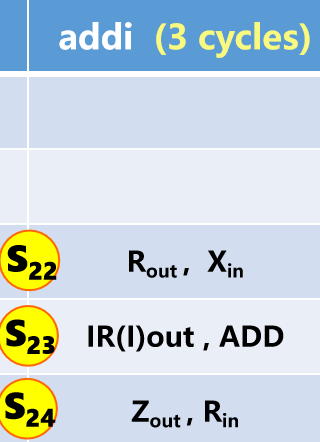 addi (3 cycles)
S22 Rout , Xin
S23 IR(I)out , ADD
S24 Zout , Rin